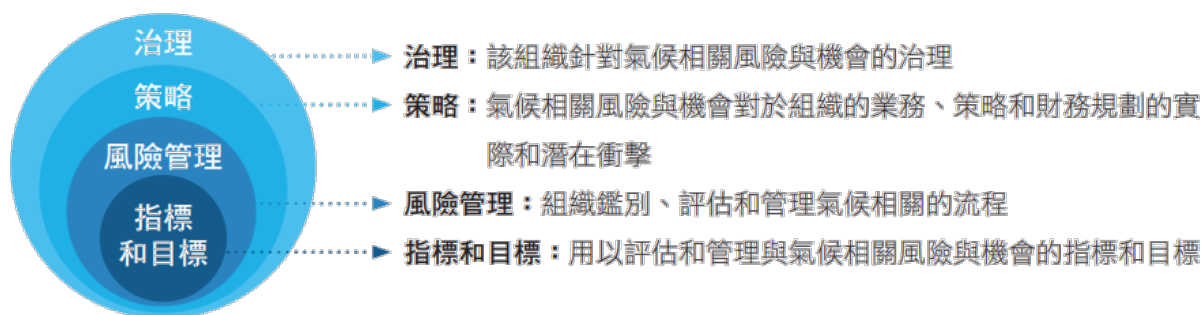 治理
策略
風險管理
指標
和目標
治理：該組織針對氣候相關風險與機會的治理
策略：氣候相關風險與機會對於組織的業務、策略和財務規劃的實
際和潛在衝擊
風險管理：組織鑑別、評估和管理氣候相關的流程
指標和目標：用以評估和管理與氣候相關風險與機會的指標和目標